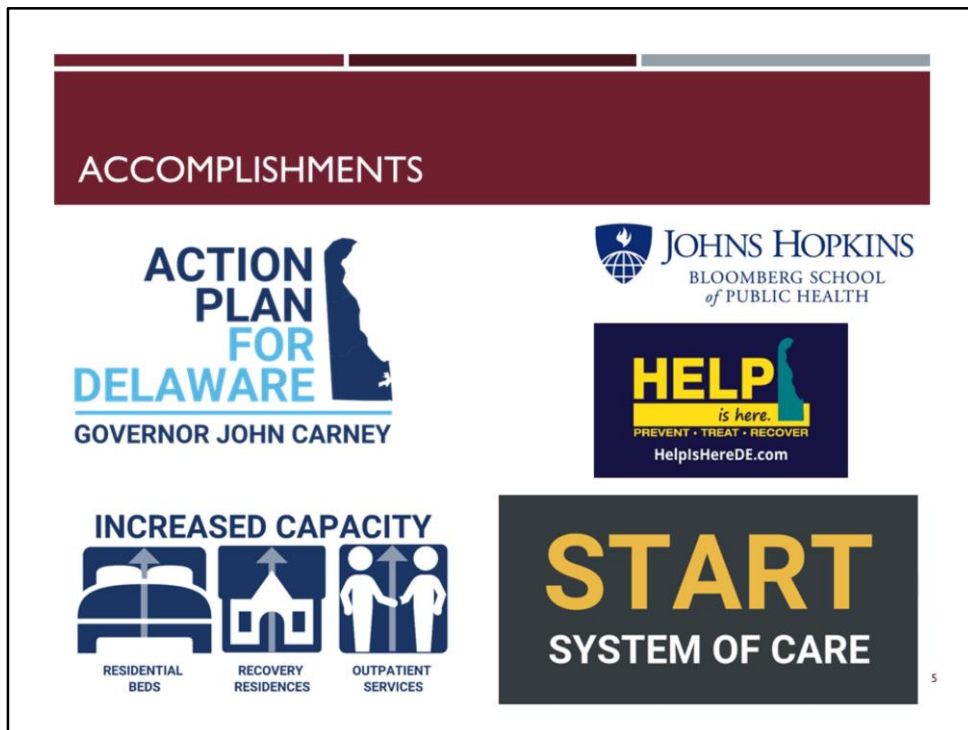 ACCOMPLISHMENTS
ACTION
PLAN
FOR
DELAWARE
GOVERNOR JOHN CARNEY
JOHNS HOPKINS
BLOOMBERG SCHOOL
of PUBLIC HEALTH
HELP
is here.
PREVENT • TREAT • RECOVER
HelpIsHereDE.com
INCREASED CAPACITY
RESIDENTIAL
BEDS
RECOVERY
RESIDENCES
OUTPATIENT
SERVICES
START
SYSTEM OF CARE
5